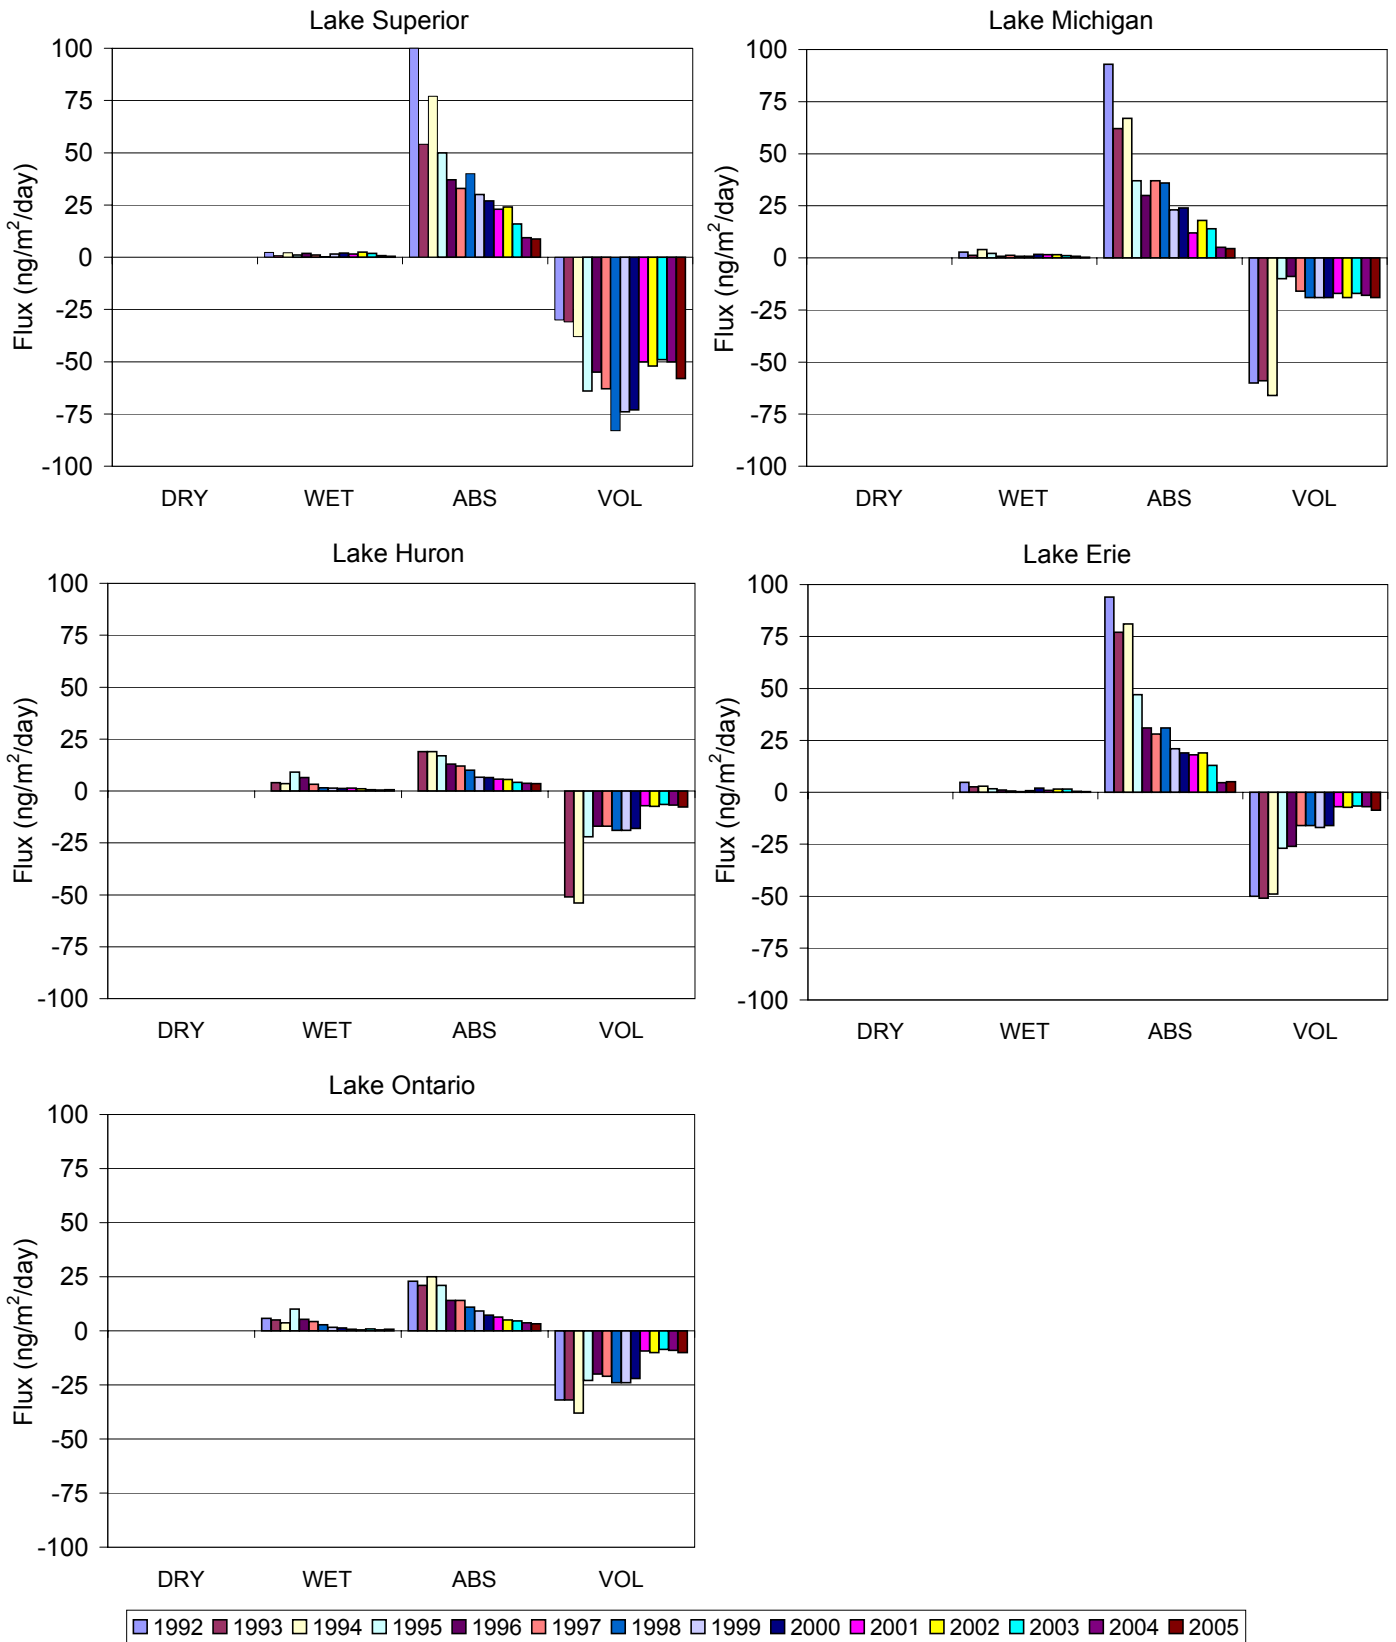 Lake Superior
Lake Michigan
100
75
50
25
0
-25
-50
-75
-100
Flux (ng/m²/day)
DRY WET ABS VOL
100
75
50
25
0
-25
-50
-75
-100
Flux (ng/m²/day)
DRY WET ABS VOL
Lake Huron
Lake Erie
100
75
50
25
0
-25
-50
-75
-100
Flux (ng/m²/day)
DRY WET ABS VOL
100
75
50
25
0
-25
-50
-75
-100
Flux (ng/m²/day)
DRY WET ABS VOL
Lake Ontario
100
75
50
25
0
-25
-50
-75
-100
Flux (ng/m²/day)
DRY WET ABS VOL
1992 1993 1994 1995 1996 1997 1998 1999 2000 2001 2002 2003 2004 2005